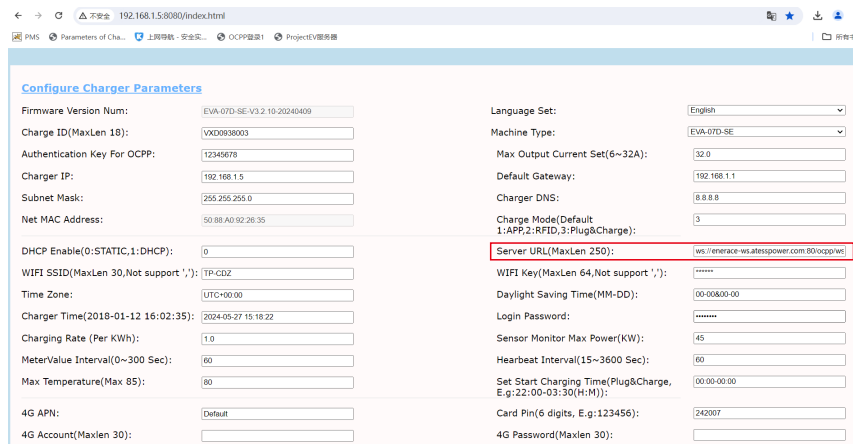 不安全 192.168.1.5:8080/index.html
PMS Parameters of Cha... 上网导航 - 安全实... OCPP登录1 ProjectEV服务器 所有书
Configure Charger Parameters
Firmware Version Num: EVA-07D-SE-V3.2.10-20240409 Language Set: English
Charge ID(MaxLen 18): VXD0938003 Machine Type: EVA-07D-SE
Authentication Key For OCPP: 12345678 Max Output Current Set(6~32A): 32.0
Charger IP: 192.168.1.5 Default Gateway: 192.168.1.1
Subnet Mask: 255.255.255.0 Charger DNS: 8.8.8.8
Net MAC Address: 50:88:A0:92:26:35 Charge Mode(Default
1:APP,2:RFID,3:Plug&Charge): 3
DHCP Enable(0:STATIC,1:DHCP): 0 Server URL(MaxLen 250): ws://enerace-ws.atesspower.com:80/ocpp/ws
WIFI SSID(MaxLen 30,Not support ','): TP-CDZ WIFI Key(MaxLen 64,Not support ','): ••••••
Time Zone: UTC+00:00 Daylight Saving Time(MM-DD): 00-00&00-00
Charger Time(2018-01-12 16:02:35): 2024-05-27 15:18:22 Login Password: ••••••••
Charging Rate (Per KWh): 1.0 Sensor Monitor Max Power(KW): 45
MeterValue Interval(0~300 Sec): 60 Hearbeat Interval(15~3600 Sec): 60
Max Temperature(Max 85): 80 Set Start Charging Time(Plug&Charge,
E.g:22:00-03:30(H:M)): 00:00-00:00
4G APN: Default Card Pin(6 digits, E.g:123456): 242007
4G Account(Maxlen 30): 4G Password(Maxlen 30):